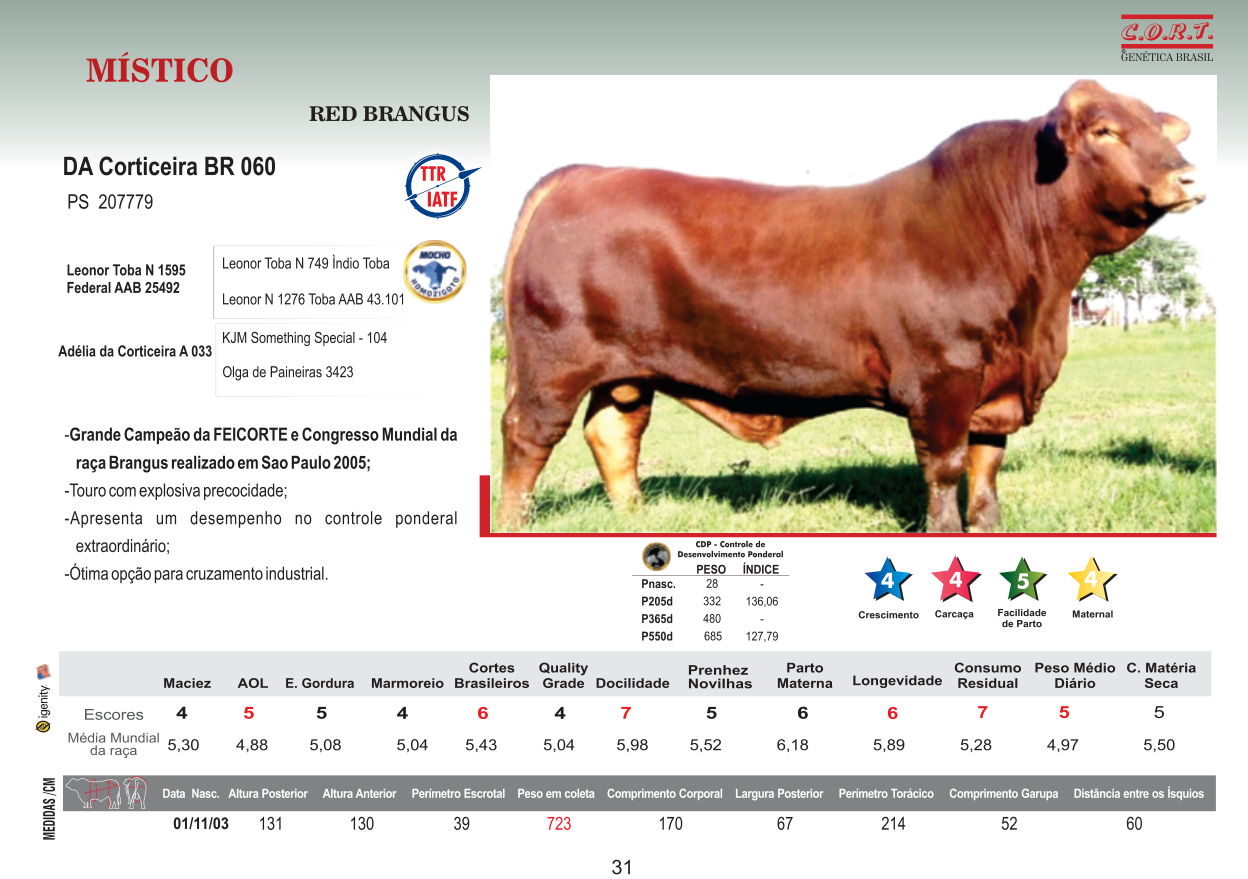 C.O.R.T.
GENÉTICA BRASIL
MÍSTICO
RED BRANGUS
DA Corticeira BR 060
PS 207779
TTR
IATF
Leonor Toba N 1595
Federal AAB 25492
Leonor Toba N 749 Ìndio Toba
Leonor N 1276 Toba AAB 43.101
MOCHO
HOMOZIGOTO
Adélia da Corticeira A 033
KJM Something Special - 104
Olga de Paineiras 3423
-Grande Campeão da FEICORTE e Congresso Mundial da
raça Brangus realizado em Sao Paulo 2005;
-Touro com explosiva precocidade;
-Apresenta um desempenho no controle ponderal
extraordinário;
-Ótima opção para cruzamento industrial.
CDP - Controle de
Desenvolvimento Ponderal
PESO ÍNDICE
Pnasc. 28 -
P205d 332 136,06
P365d 480 -
P550d 685 127,79
4 4 5 4
Crescimento Carcaça Facilidade de Parto Maternal
igenity
Maciez AOL E. Gordura Marmoreio Cortes Brasileiros Quality Grade Docilidade Prenhez Novilhas Parto Materna Longevidade Consumo Residual Peso Médio Diário C. Matéria Seca
Escores 4 5 5 4 6 4 7 5 6 6 7 5 5
Média Mundial da raça 5,30 4,88 5,08 5,04 5,43 5,04 5,98 5,52 6,18 5,89 5,28 4,97 5,50
MEDIDAS /CM
Data Nasc. Altura Posterior Altura Anterior Perímetro Escrotal Peso em coleta Comprimento Corporal Largura Posterior Perímetro Torácico Comprimento Garupa Distância entre os Ísquios
01/11/03 131 130 39 723 170 67 214 52 60
31